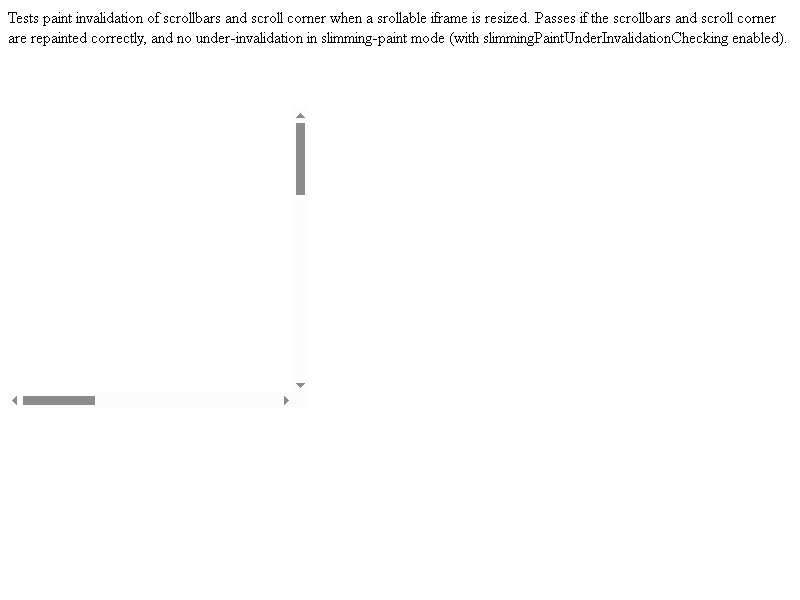 Tests paint invalidation of scrollbars and scroll corner when a srollable iframe is resized. Passes if the scrollbars and scroll corner
are repainted correctly, and no under-invalidation in slimming-paint mode (with slimmingPaintUnderInvalidationChecking enabled).